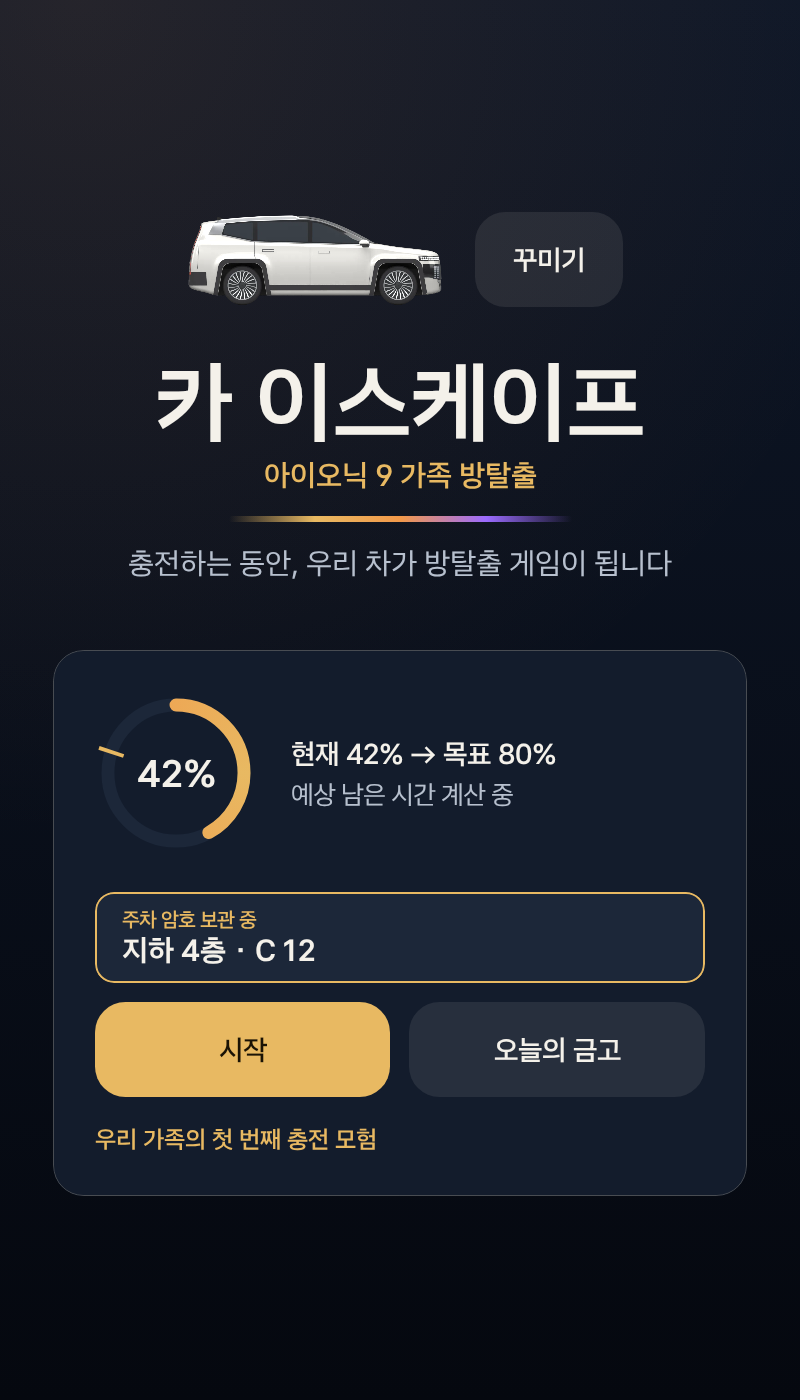 꾸미기
카 이스케이프
아이오닉 9 가족 방탈출
충전하는 동안, 우리 차가 방탈출 게임이 됩니다
42%
현재 42% → 목표 80%
예상 남은 시간 계산 중
주차 암호 보관 중
지하 4층 · C 12
시작
오늘의 금고
우리 가족의 첫 번째 충전 모험